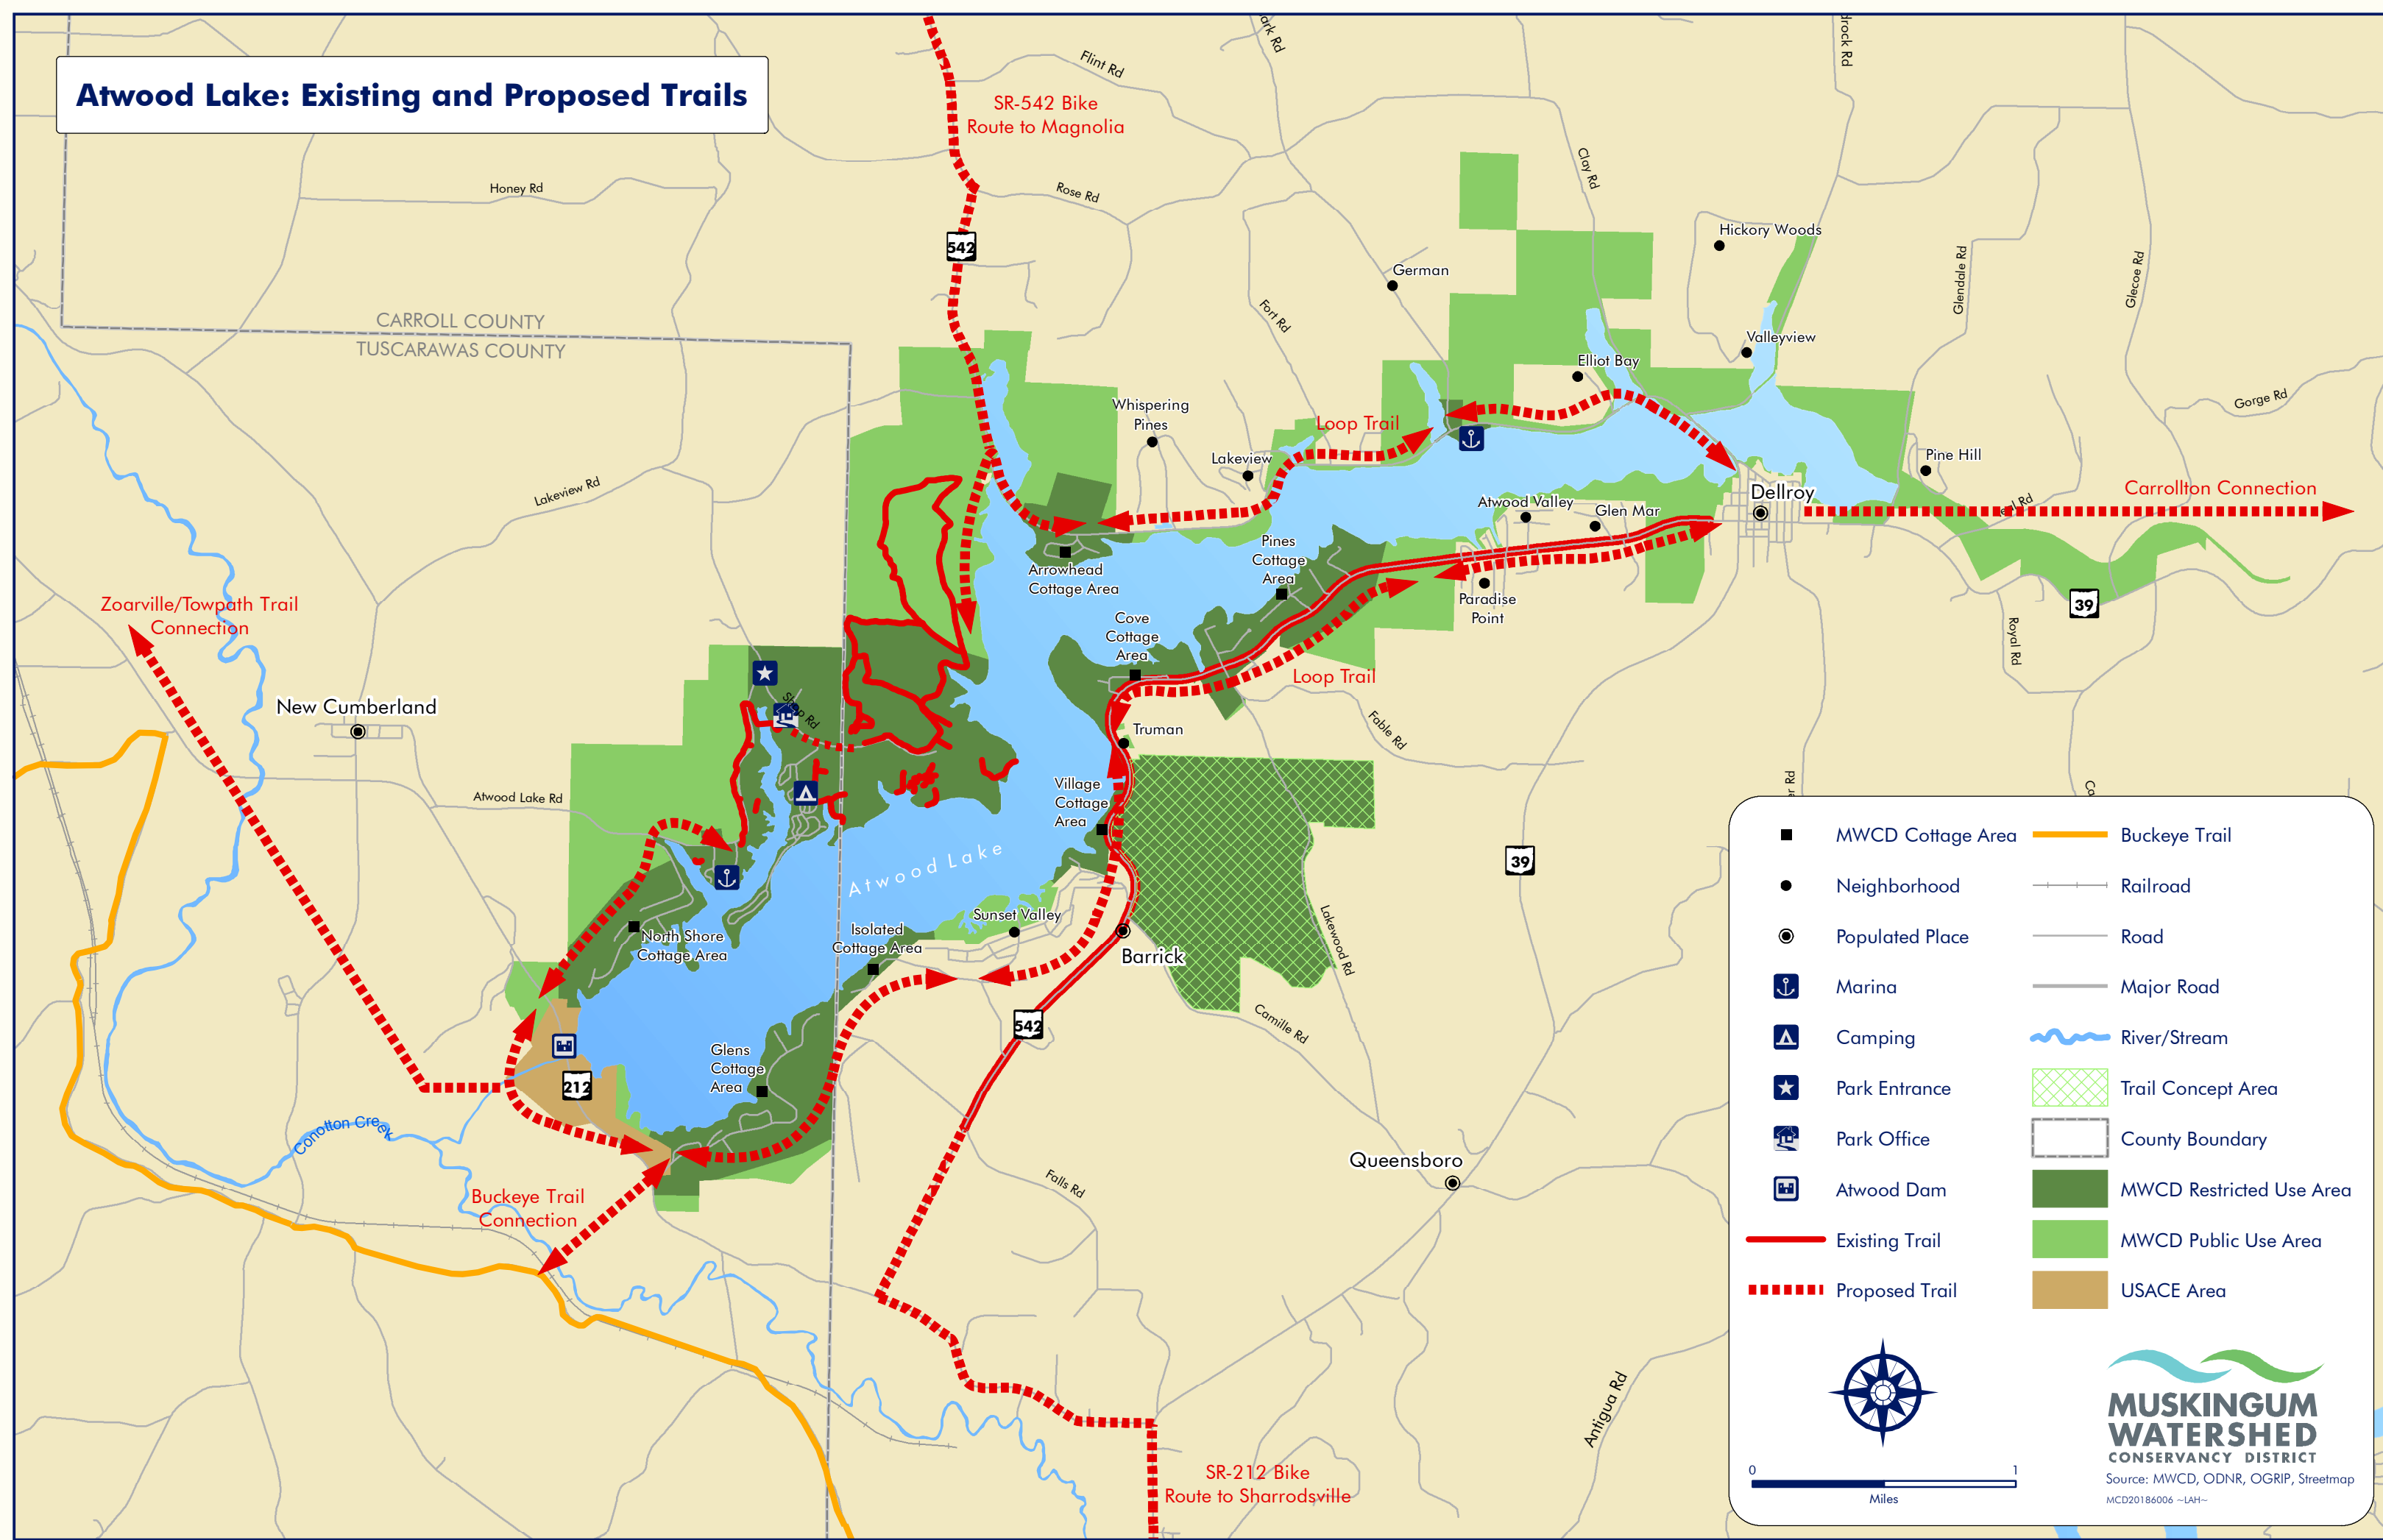 Atwood Lake: Existing and Proposed Trails
Flint Rd
SR-542 Bike
Route to Magnolia
Honey Rd
Rose Rd
Clay Rd
542
Hickory Woods
German
Glendale Rd
Glecoe Rd
CARROLL COUNTY
TUSCARAWAS COUNTY
Fort Rd
Valleyview
Elliot Bay
Whispering
Pines
Loop Trail
Gorge Rd
Lakeview
Pine Hill
Lakeview Rd
Dellroy
Carrollton Connection
Atwood Valley
Glen Mar
Pines
Cottage
Area
Arrowhead
Cottage Area
Paradise
Point
39
Zoarville/Towpath Trail
Connection
Cove
Cottage
Area
Royal Rd
Loop Trail
New Cumberland
Fable Rd
Truman
Atwood Lake Rd
Village
Cottage
Area
Atwood Lake
39
Sunset Valley
Isolated
Cottage Area
North Shore
Cottage Area
Barrick
Lakewood Rd
542
Camille Rd
Glens
Cottage
Area
212
Conotton Creek
Queensboro
Falls Rd
Buckeye Trail
Connection
Antigua Rd
SR-212 Bike
Route to Sharrodsville
MWCD Cottage Area
Neighborhood
Populated Place
Marina
Camping
Park Entrance
Park Office
Atwood Dam
Existing Trail
Proposed Trail
Buckeye Trail
Railroad
Road
Major Road
River/Stream
Trail Concept Area
County Boundary
MWCD Restricted Use Area
MWCD Public Use Area
USACE Area
0 1
Miles
MUSKINGUM
WATERSHED
CONSERVANCY DISTRICT
Source: MWCD, ODNR, OGRIP, Streetmap
MCD20186006 ~LAH~